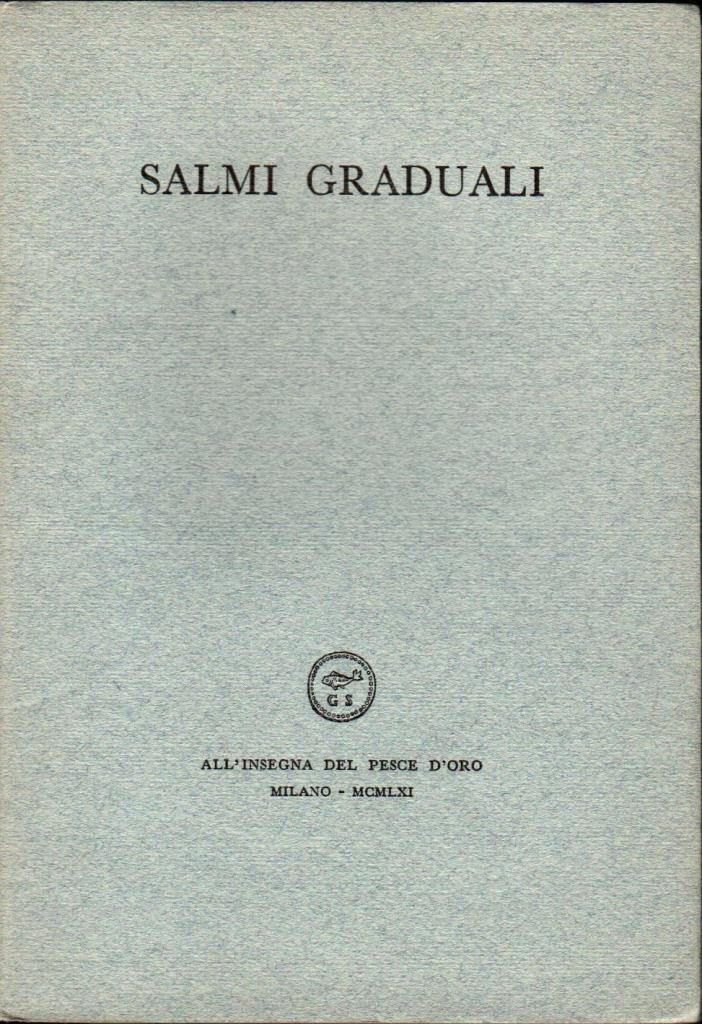 SALMI GRADUALI
G S
ALL'INSEGNA DEL PESCE D'ORO
MILANO - MCMLXI